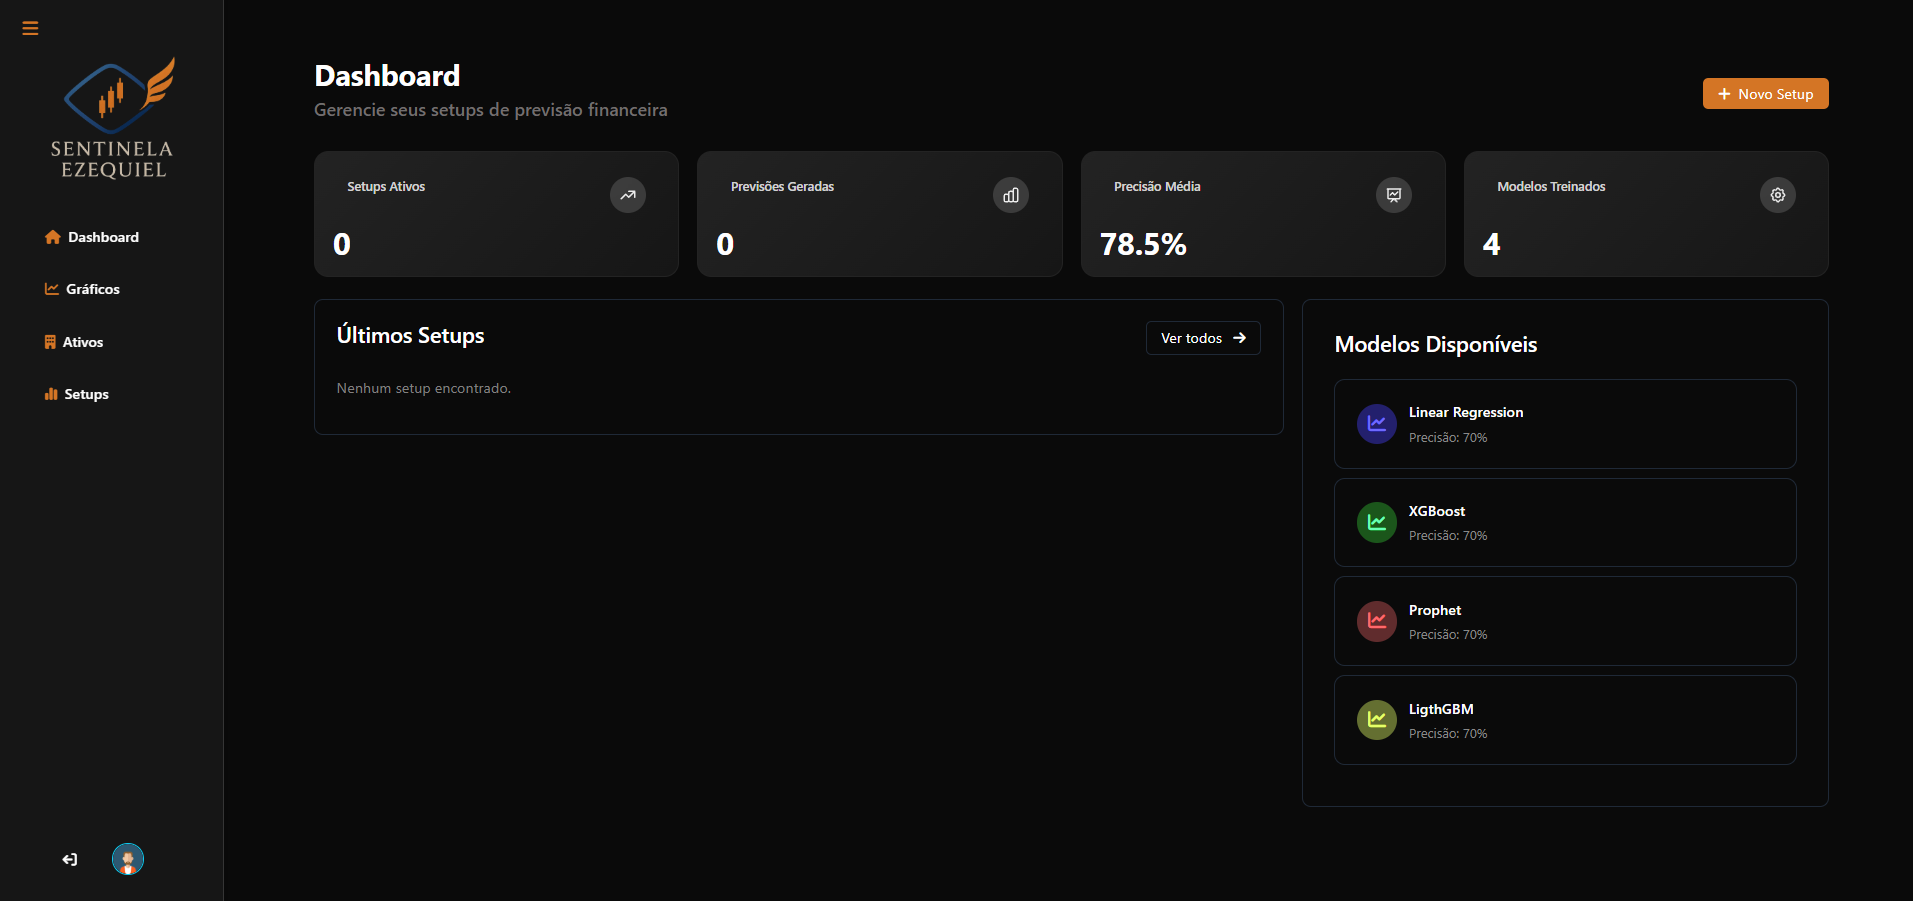 SENTINELA
EZEQUIEL
Dashboard
Gráficos
Ativos
Setups
Dashboard
Gerencie seus setups de previsão financeira
Novo Setup
Setups Ativos
0
Previsões Geradas
0
Precisão Média
78.5%
Modelos Treinados
4
Últimos Setups
Ver todos
Nenhum setup encontrado.
Modelos Disponíveis
Linear Regression
Precisão: 70%
XGBoost
Precisão: 70%
Prophet
Precisão: 70%
LigthGBM
Precisão: 70%